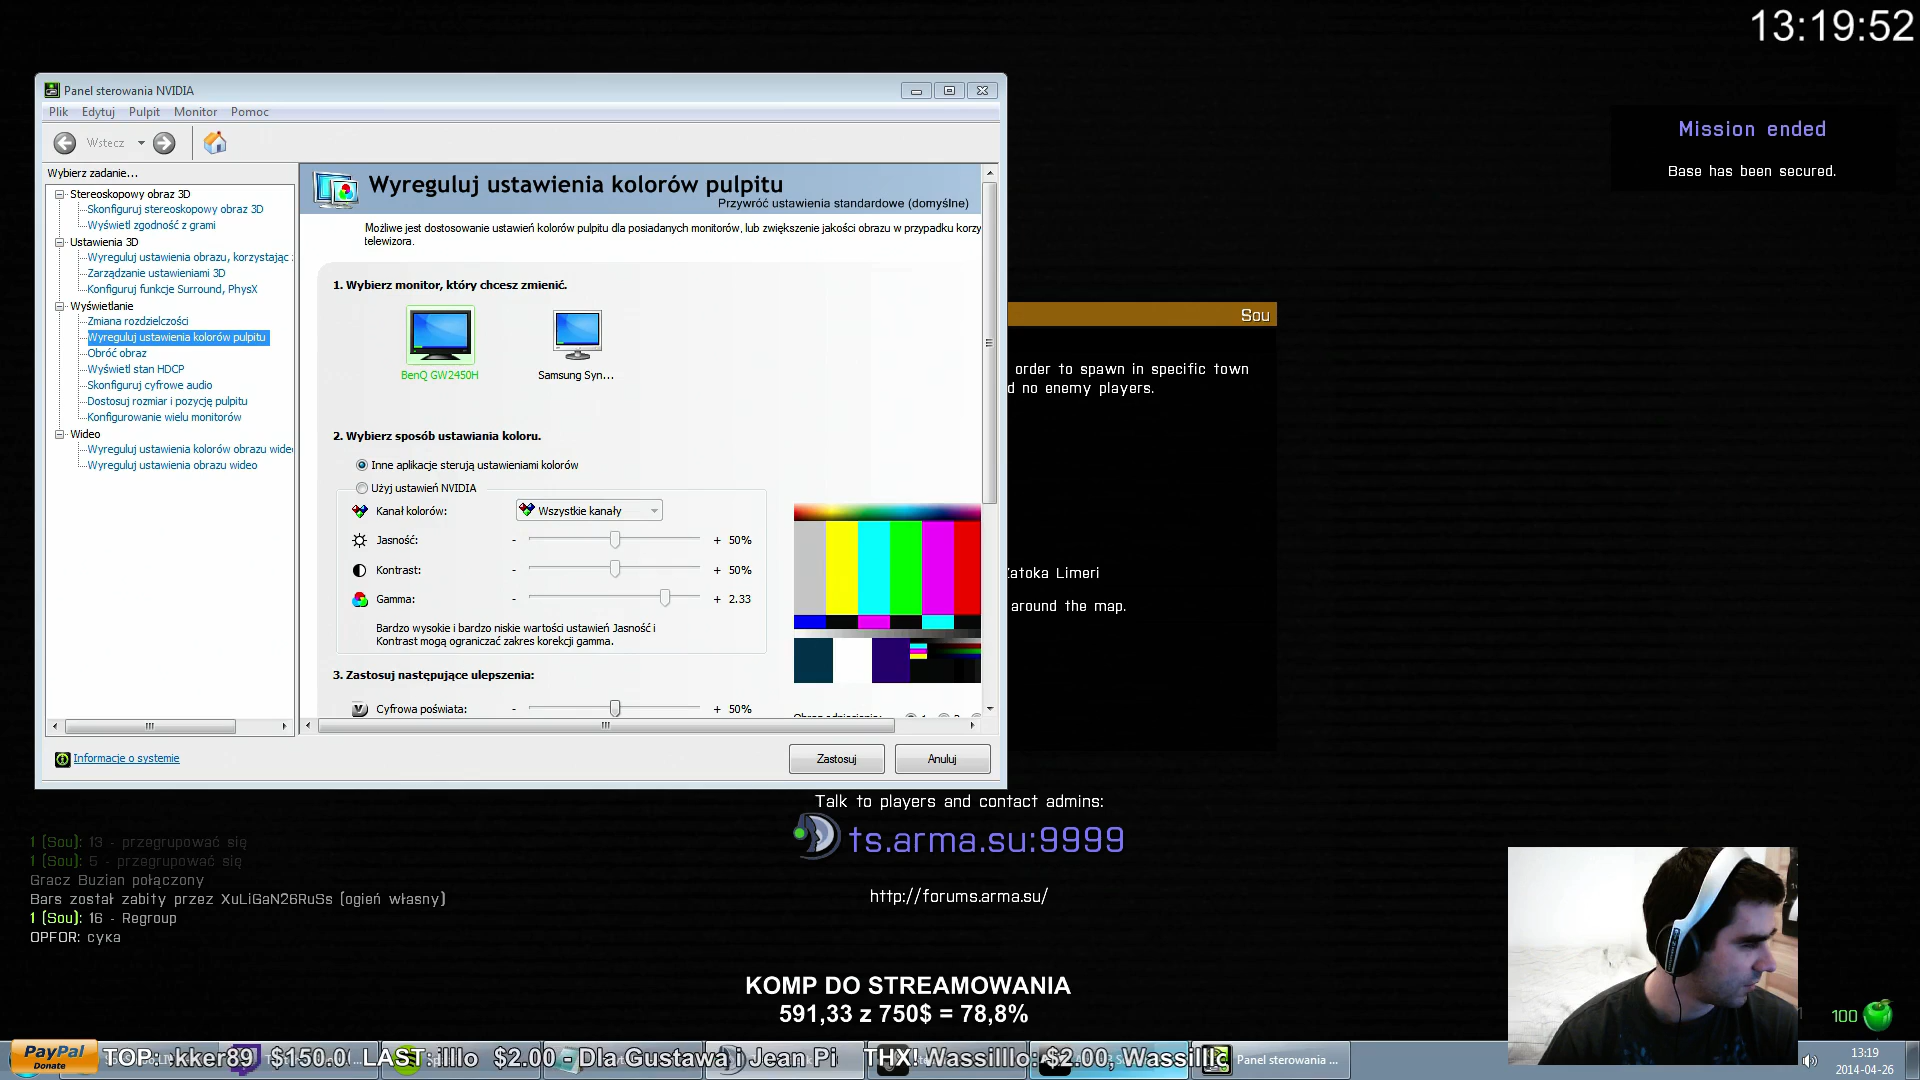 13:19:52
Panel sterowania NVIDIA
Plik Edytuj Pulpit Monitor Pomoc
Wstecz
Wybierz zadanie...
Stereoskopowy obraz 3D
Skonfiguruj stereoskopowy obraz 3D
Wyświetl zgodność z grami
Ustawienia 3D
Wyreguluj ustawienia obrazu, korzystając
Zarządzanie ustawieniami 3D
Konfiguruj funkcje Surround, PhysX
Wyświetlanie
Zmiana rozdzielczości
Wyreguluj ustawienia kolorów pulpitu
Obróć obraz
Wyświetl stan HDCP
Skonfiguruj cyfrowe audio
Dostosuj rozmiar i pozycję pulpitu
Konfigurowanie wielu monitorów
Wideo
Wyreguluj ustawienia kolorów obrazu wideo
Wyreguluj ustawienia obrazu wideo
Informacje o systemie
Wyreguluj ustawienia kolorów pulpitu
Przywróć ustawienia standardowe (domyślne)
Możliwe jest dostosowanie ustawień kolorów pulpitu dla posiadanych monitorów, lub zwiększenie jakości obrazu w przypadku korzy
telewizora.
1. Wybierz monitor, który chcesz zmienić.
BenQ GW2450H Samsung Syn...
2. Wybierz sposób ustawiania koloru.
Inne aplikacje sterują ustawieniami kolorów
Użyj ustawień NVIDIA
Kanał kolorów: Wszystkie kanały
Jasność: - + 50%
Kontrast: - + 50%
Gamma: - + 2.33
Bardzo wysokie i bardzo niskie wartości ustawień Jasność i
Kontrast mogą ograniczać zakres korekcji gamma.
3. Zastosuj następujące ulepszenia:
Cyfrowa poświata: - + 50%
Zastosuj Anuluj
Mission ended
Base has been secured.
Sou
order to spawn in specific town
d no enemy players.
Zatoka Limeri
around the map.
Talk to players and contact admins:
ts.arma.su:9999
http://forums.arma.su/
1 (Sou): 13 - przegrupować się
1 (Sou): 5 - przegrupować się
Gracz Buzian połączony
Bars został zabity przez XuLiGaN26RuSs (ogień własny)
1 (Sou): 16 - Regroup
OPFOR: сука
KOMP DO STREAMOWANIA
591,33 z 750$ = 78,8%
100
PayPal
Donate
TOP: .kker89 $150.0( LAST :illlo $2.00 - Dla Gustawa i Jean Pi THX! Wassilllo: $2.00, Wassillic
Panel sterowania ...
13:19
2014-04-26